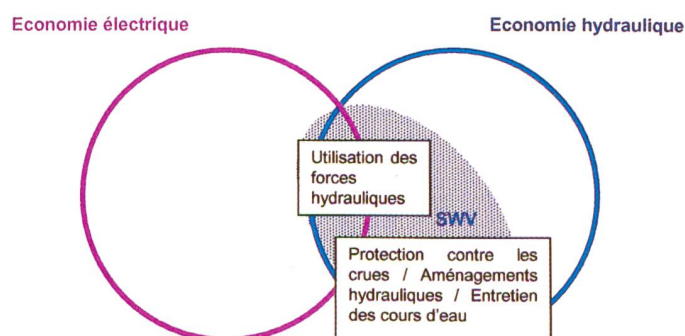 Economie électrique
Economie hydraulique
Utilisation des
forces
hydrauliques
SWV
Protection contre les
crues / Aménagements
hydrauliques / Entretien
des cours d'eau